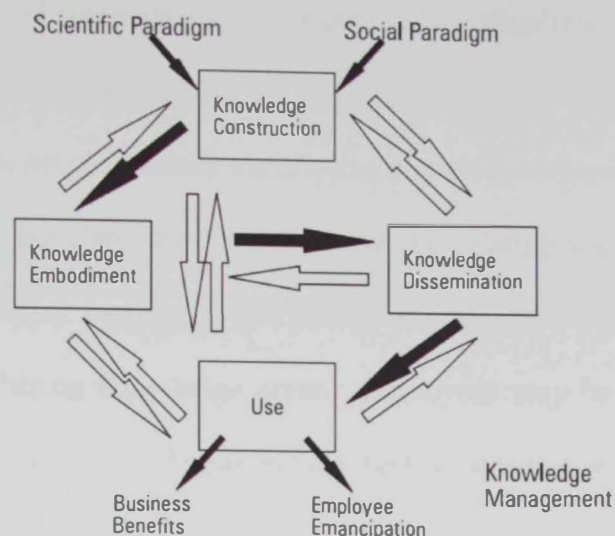 Scientific Paradigm
Social Paradigm
Knowledge
Construction
Knowledge
Embodiment
Knowledge
Dissemination
Use
Business
Benefits
Employee
Emancipation
Knowledge
Management